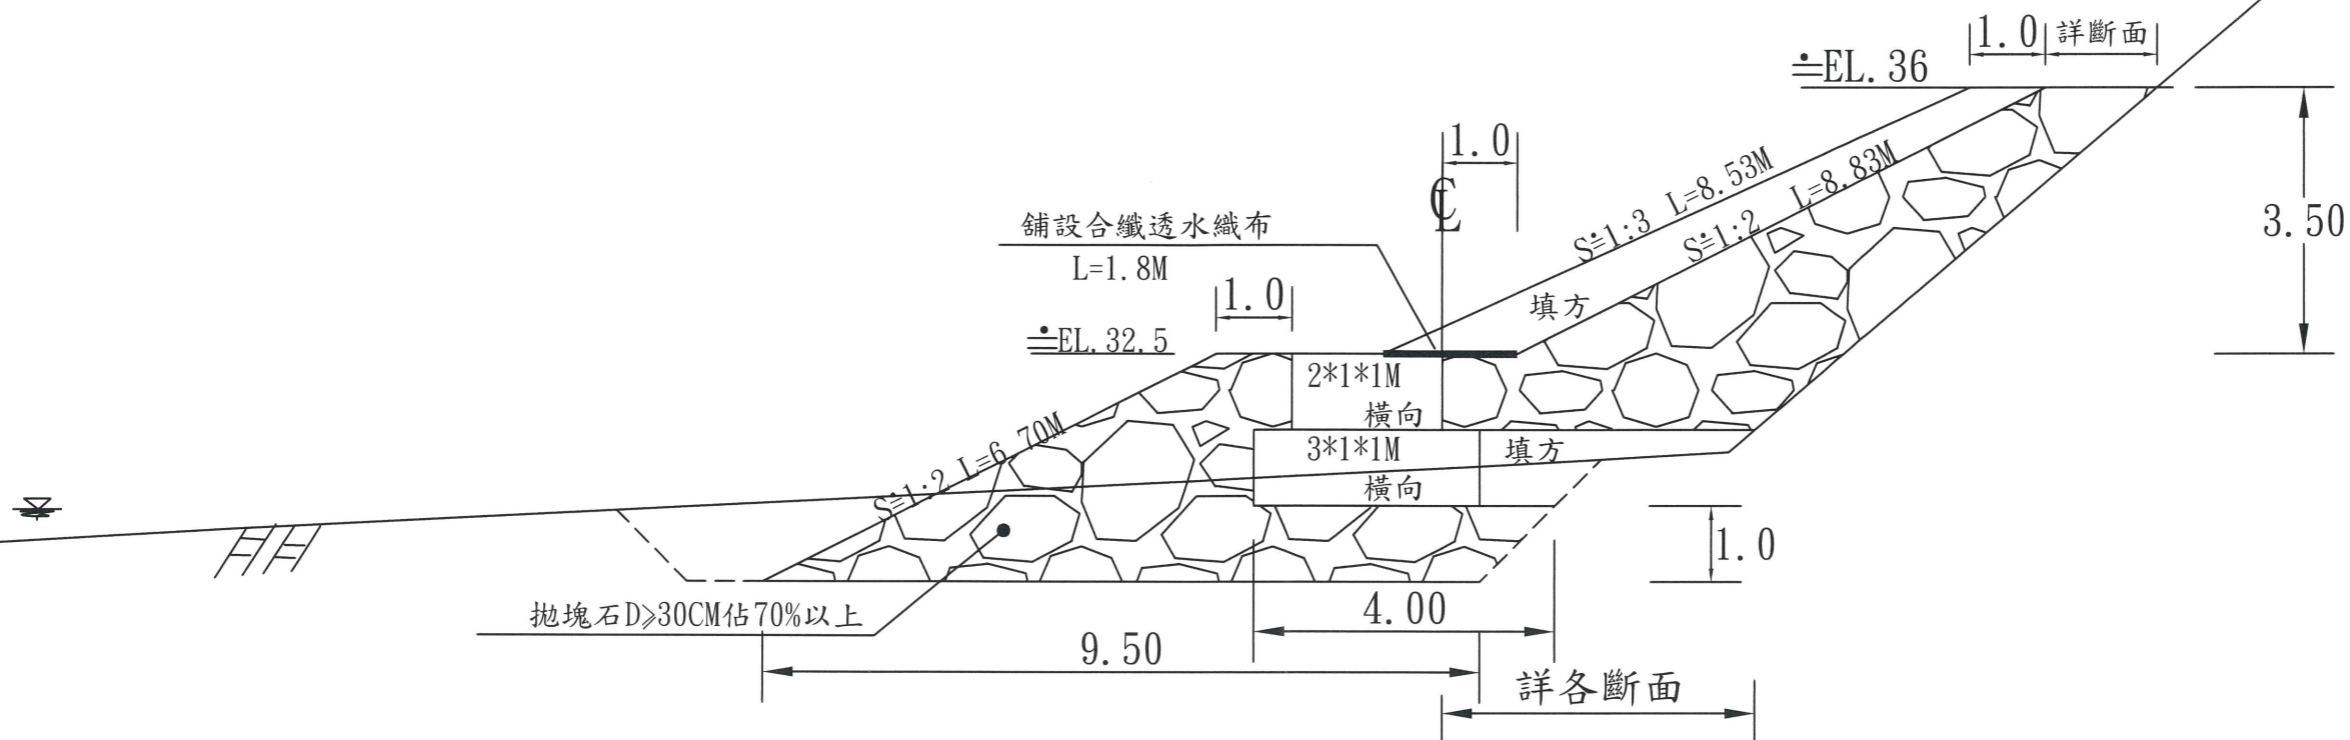 1.0 詳斷面
≐EL.36
1.0
℄
S≐1:3 L=8.53M
S≐1:2 L=8.83M
3.50
舖設合纖透水織布
L=1.8M
1.0
填方
≐EL.32.5
2*1*1M
橫向
3*1*1M
橫向
填方
S≐1:2 L=6.70M
1.0
拋塊石D≥30CM佔70%以上
4.00
9.50
詳各斷面